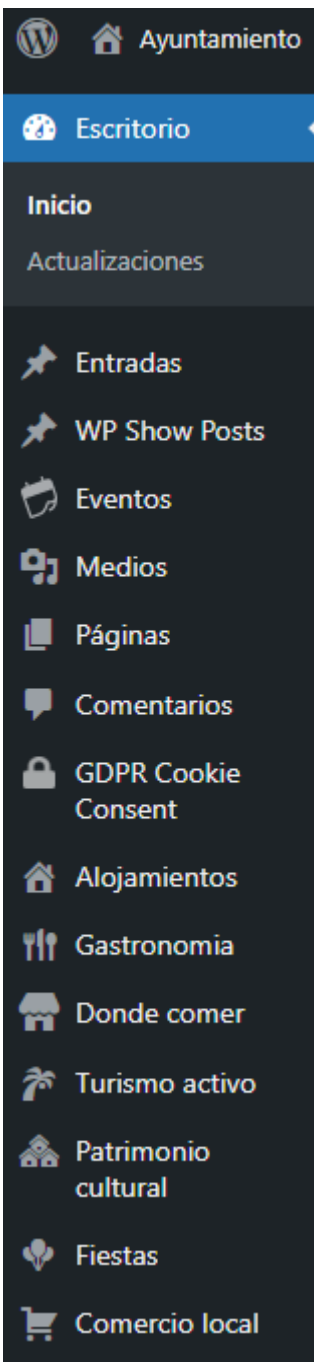 Ayuntamiento
Escritorio
Inicio
Actualizaciones
Entradas
WP Show Posts
Eventos
Medios
Páginas
Comentarios
GDPR Cookie
Consent
Alojamientos
Gastronomia
Donde comer
Turismo activo
Patrimonio
cultural
Fiestas
Comercio local